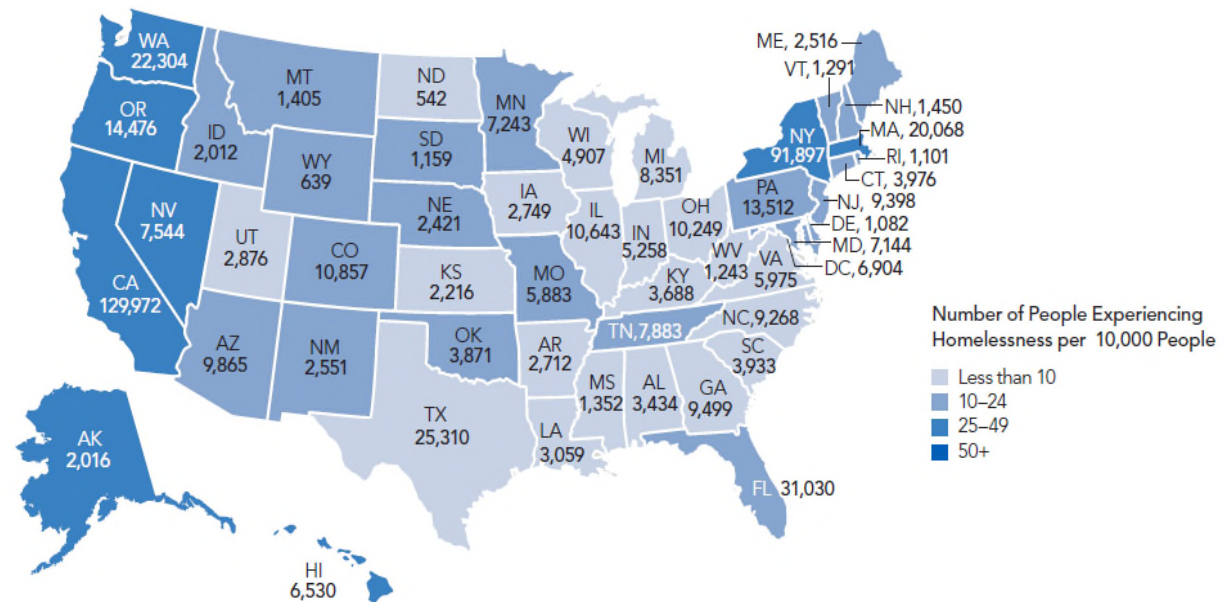 WA
22,304
OR
14,476
CA
129,972
NV
7,544
ID
2,012
MT
1,405
WY
639
UT
2,876
CO
10,857
AZ
9,865
NM
2,551
ND
542
SD
1,159
NE
2,421
KS
2,216
OK
3,871
TX
25,310
MN
7,243
IA
2,749
MO
5,883
AR
2,712
LA
3,059
WI
4,907
IL
10,643
MI
8,351
IN
5,258
OH
10,249
KY
3,688
WV
1,243
VA
5,975
TN, 7,883
NC, 9,268
SC
3,933
MS
1,352
AL
3,434
GA
9,499
FL 31,030
PA
13,512
NY
91,897
ME, 2,516
VT, 1,291
NH, 1,450
MA, 20,068
RI, 1,101
CT, 3,976
NJ, 9,398
DE, 1,082
MD, 7,144
DC, 6,904
AK
2,016
HI
6,530
Number of People Experiencing
Homelessness per 10,000 People
Less than 10
10–24
25–49
50+